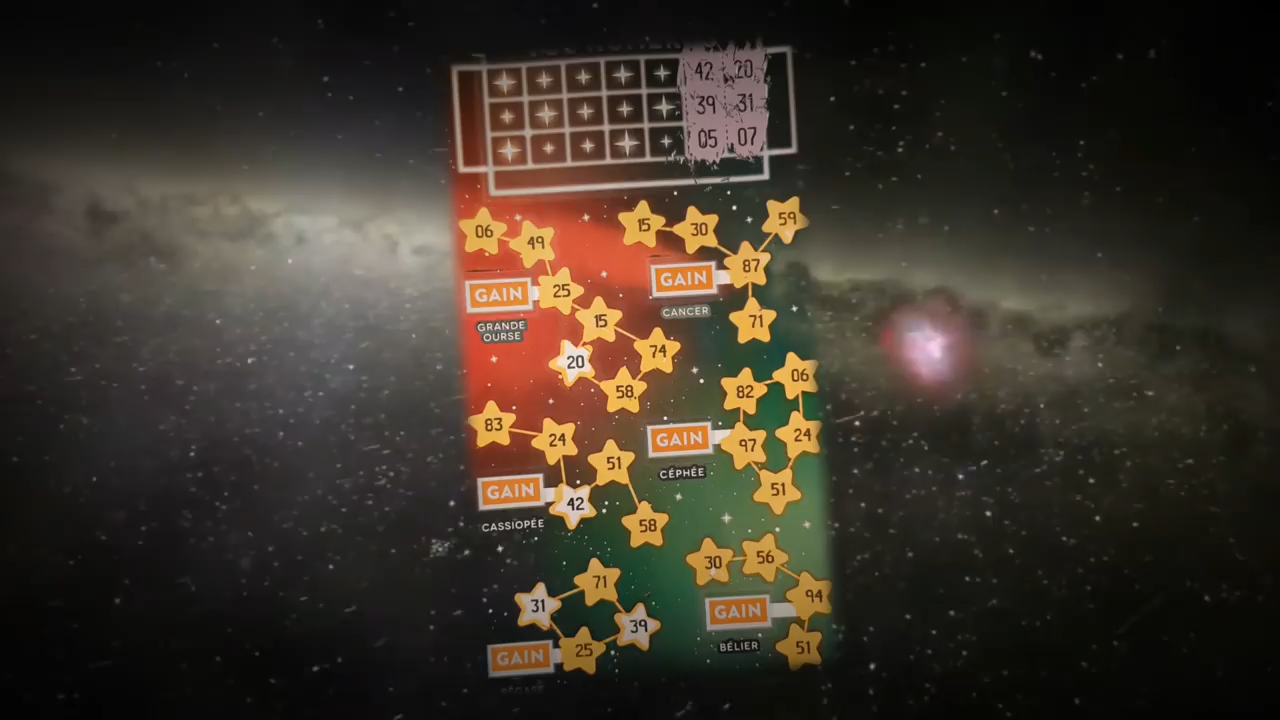 42 20
39 31
05 07
06 49
GAIN 25
GRANDE
OURSE
15
20 74
58
15 30 59
87
GAIN
CANCER
71
83 24
51
GAIN 42
CASSIOPÉE
58
82 06
GAIN 97 24
CÉPHÉE
51
71
31 39
GAIN 25
30 56
94
GAIN
BÉLIER
51